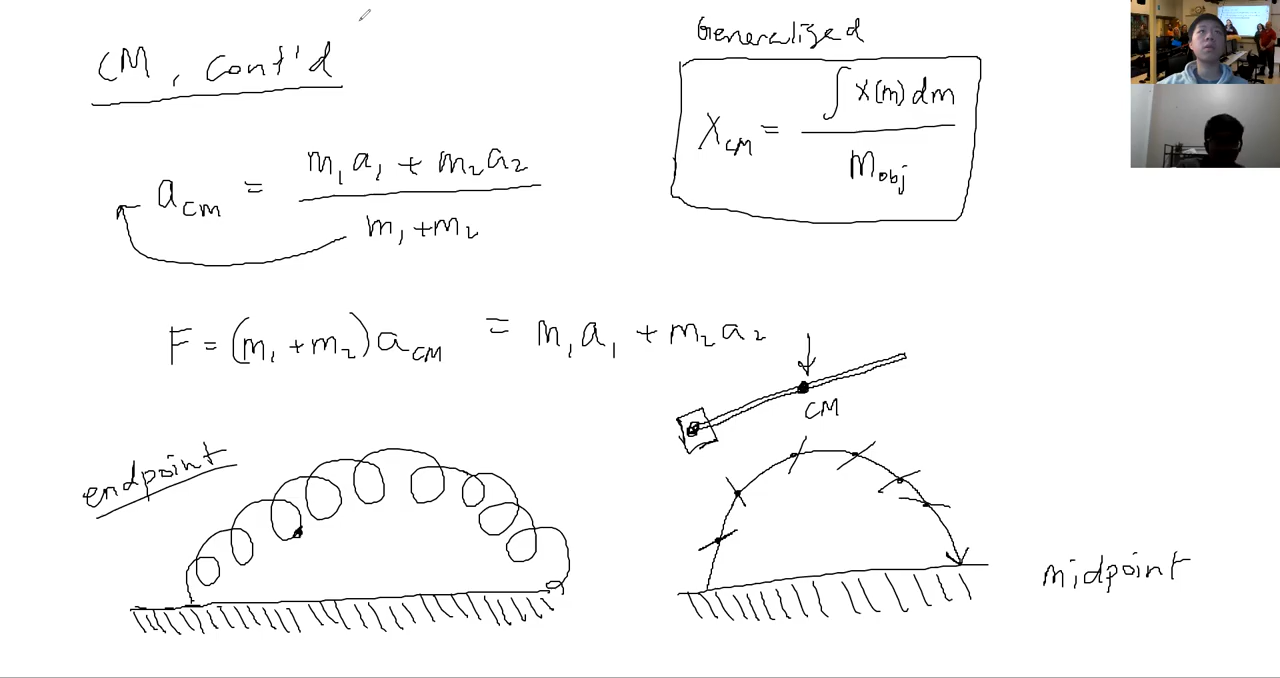 CM, cont'd
a_CM = (m₁a₁ + m₂a₂) / (m₁ + m₂)
Generalized
X_CM = ∫ x(m) dm / M_obj
F = (m₁ + m₂) a_CM = m₁a₁ + m₂a₂
CM
endpoint
midpoint